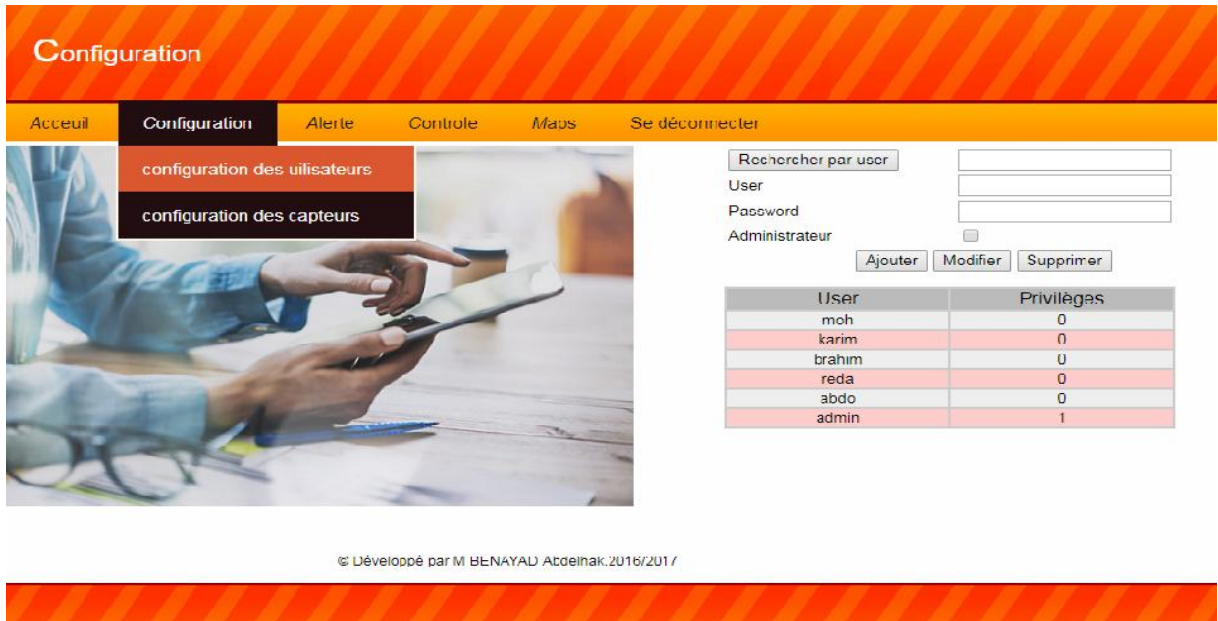 Configuration
Acceuil Configuration Alerte Controle Maps Se déconnecter
configuration des uilisateurs
configuration des capteurs
Rechercher par user
User
Password
Administrateur
Ajouter Modifier Supprimer
User Privilèges
moh 0
karim 0
brahim 0
reda 0
abdo 0
admin 1
© Développé par M BENAYAD Abdelhak.2016/2017